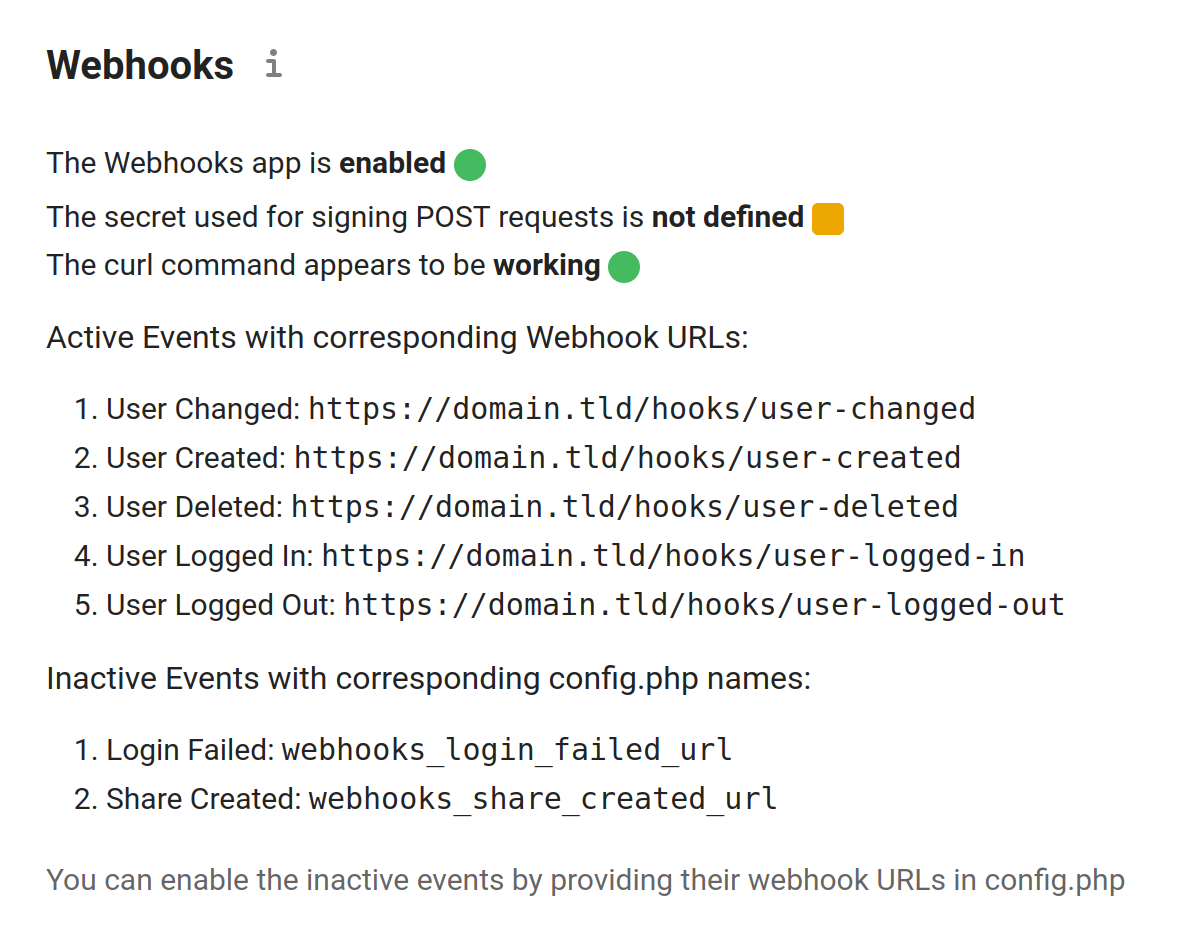 Webhooks
The Webhooks app is enabled
The secret used for signing POST requests is not defined
The curl command appears to be working
Active Events with corresponding Webhook URLs:
1. User Changed: https://domain.tld/hooks/user-changed
2. User Created: https://domain.tld/hooks/user-created
3. User Deleted: https://domain.tld/hooks/user-deleted
4. User Logged In: https://domain.tld/hooks/user-logged-in
5. User Logged Out: https://domain.tld/hooks/user-logged-out
Inactive Events with corresponding config.php names:
1. Login Failed: webhooks_login_failed_url
2. Share Created: webhooks_share_created_url
You can enable the inactive events by providing their webhook URLs in config.php